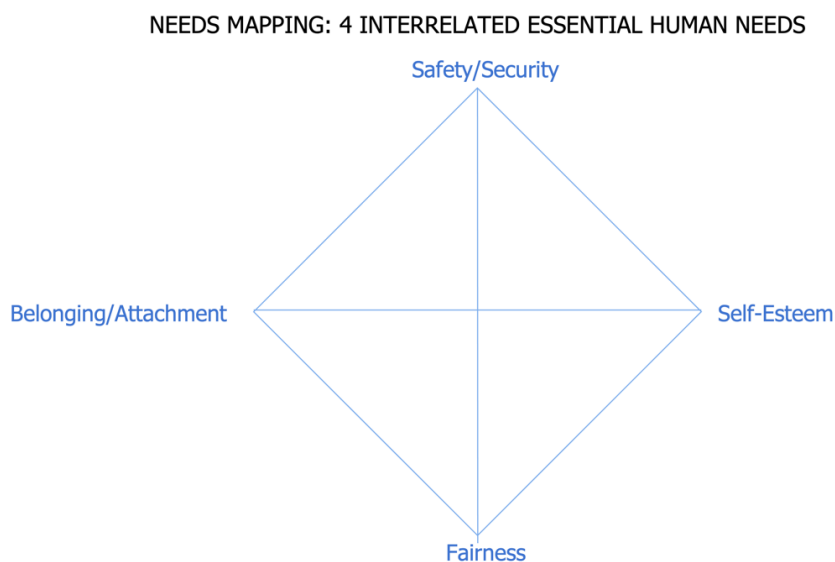 NEEDS MAPPING: 4 INTERRELATED ESSENTIAL HUMAN NEEDS
Safety/Security
Belonging/Attachment
Self-Esteem
Fairness